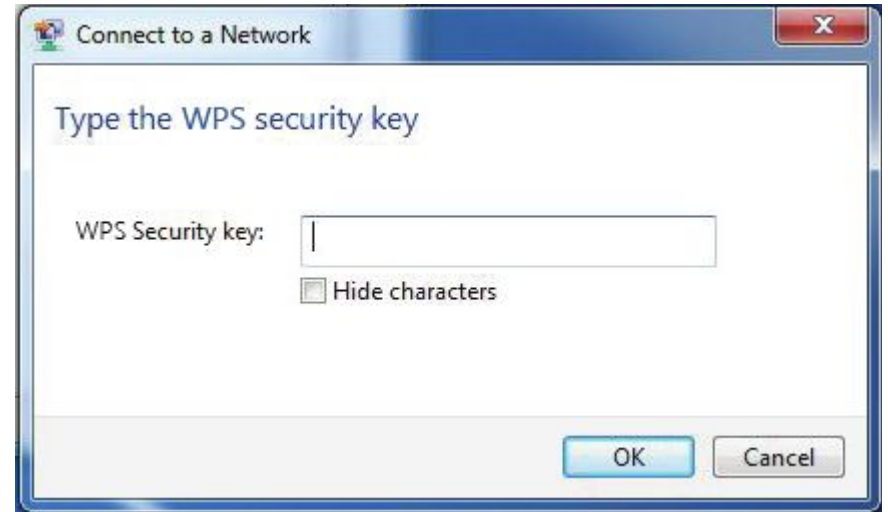 Connect to a Network
Type the WPS security key
WPS Security key:
Hide characters
OK Cancel